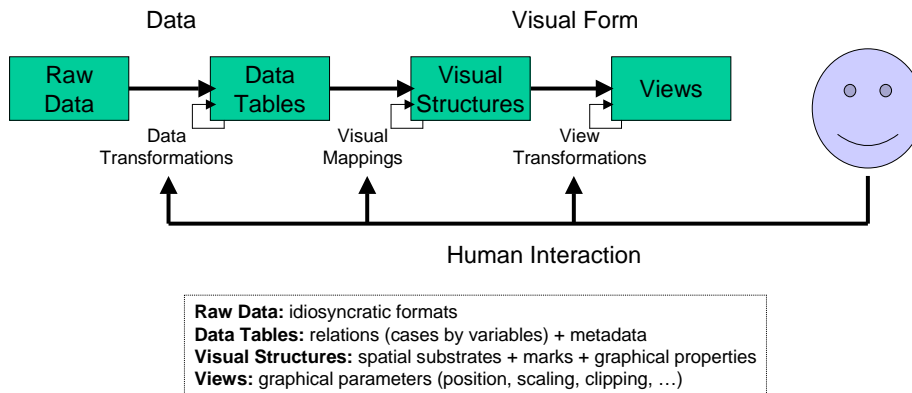 Data
Visual Form
Raw
Data
Data
Tables
Visual
Structures
Views
Data
Transformations
Visual
Mappings
View
Transformations
Human Interaction
Raw Data: idiosyncratic formats
Data Tables: relations (cases by variables) + metadata
Visual Structures: spatial substrates + marks + graphical properties
Views: graphical parameters (position, scaling, clipping, …)